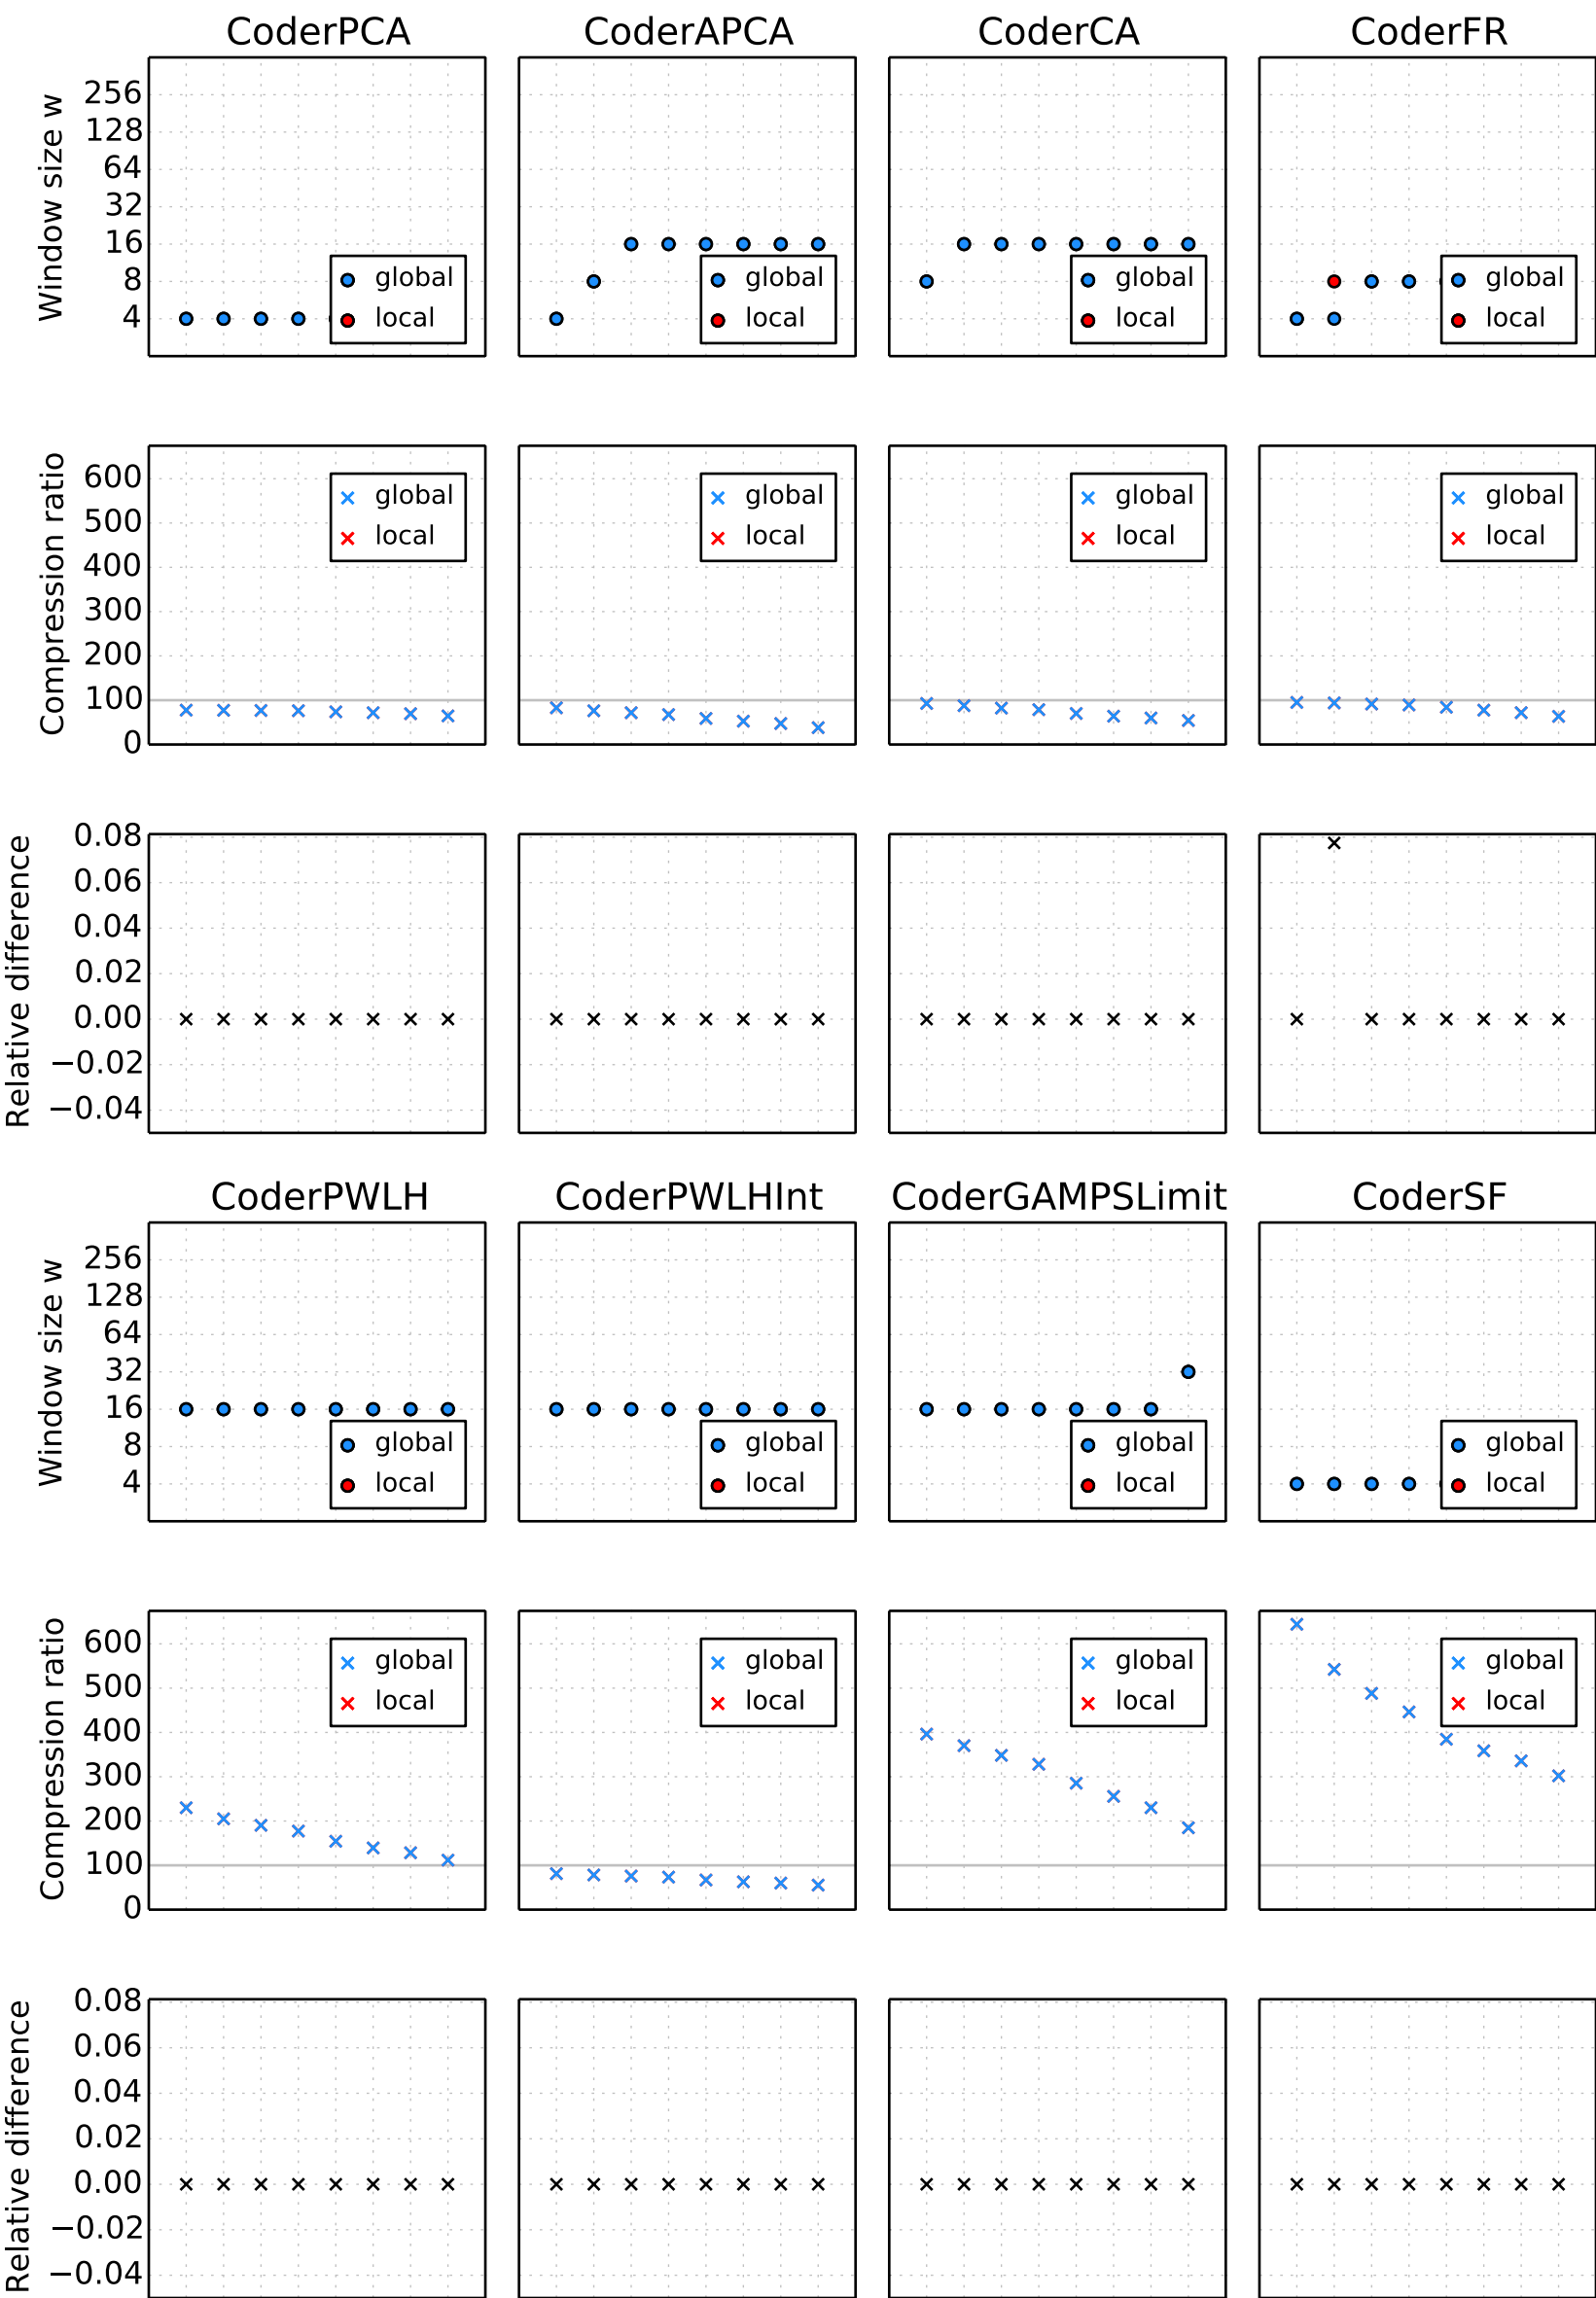 CoderPCA CoderAPCA CoderCA CoderFR
Window size w
256
128
64
32
16
8
4
global
local
global
local
global
local
global
local
Compression ratio
600
500
400
300
200
100
0
global
local
global
local
global
local
global
local
Relative difference
0.08
0.06
0.04
0.02
0.00
−0.02
−0.04
CoderPWLH CoderPWLHInt CoderGAMPSLimit CoderSF
Window size w
256
128
64
32
16
8
4
global
local
global
local
global
local
global
local
Compression ratio
600
500
400
300
200
100
0
global
local
global
local
global
local
global
local
Relative difference
0.08
0.06
0.04
0.02
0.00
−0.02
−0.04